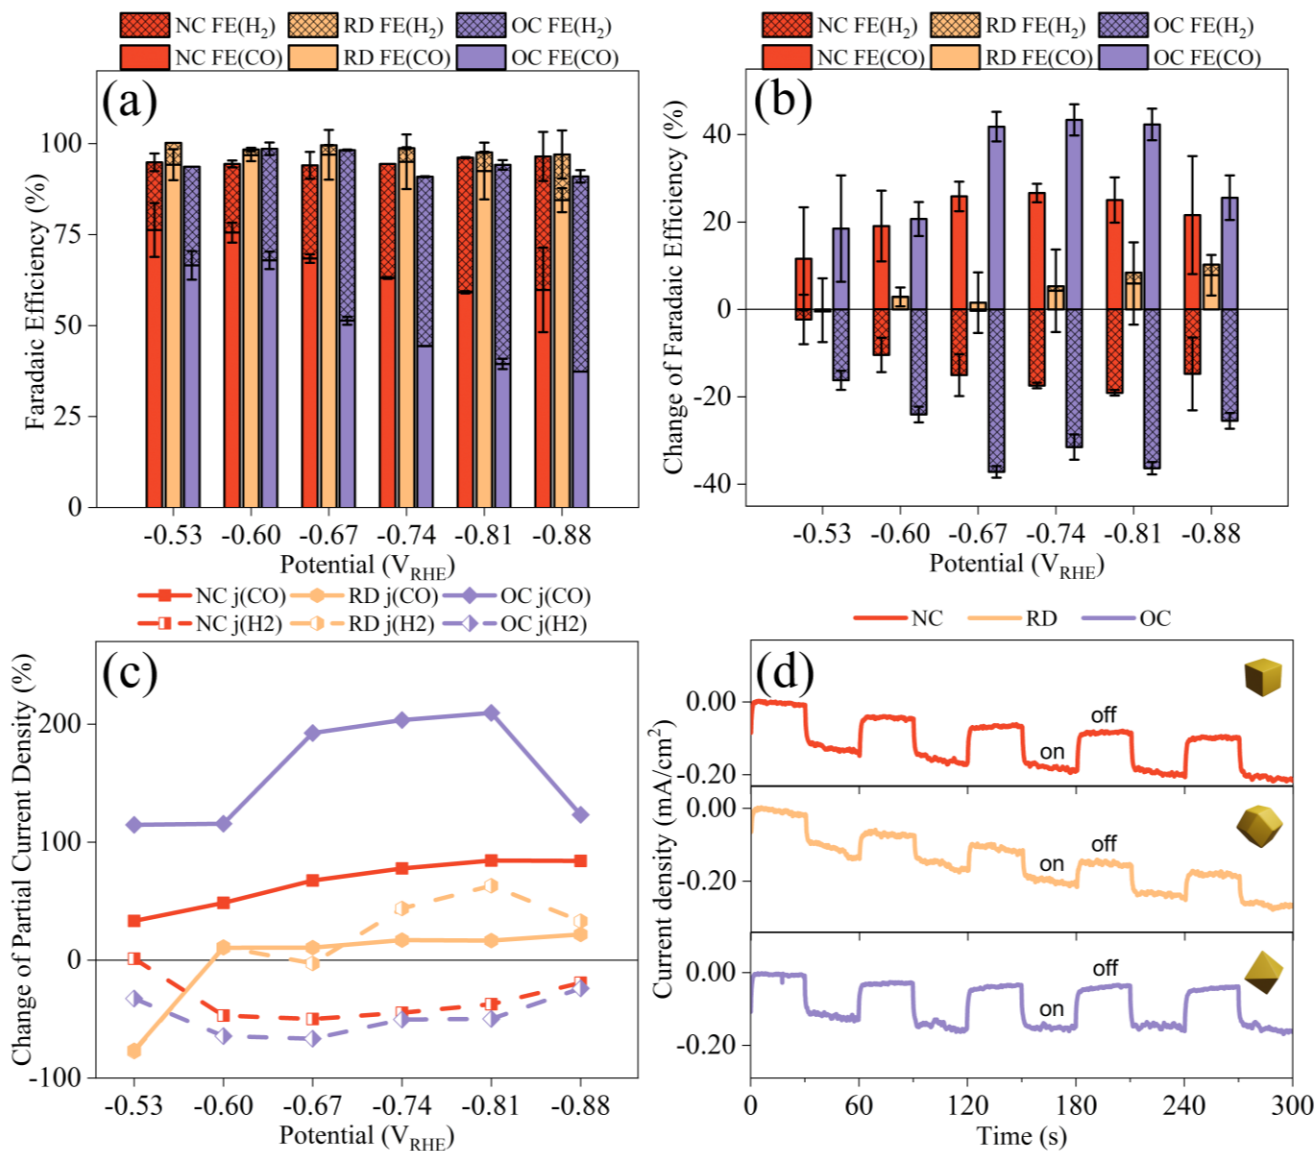 NC FE(H2) RD FE(H2) OC FE(H2)
NC FE(CO) RD FE(CO) OC FE(CO)
(a)
Faradaic Efficiency (%)
100
75
50
25
0
-0.53 -0.60 -0.67 -0.74 -0.81 -0.88
Potential (VRHE)
NC FE(H2) RD FE(H2) OC FE(H2)
NC FE(CO) RD FE(CO) OC FE(CO)
(b)
Change of Faradaic Efficiency (%)
40
20
0
-20
-40
-0.53 -0.60 -0.67 -0.74 -0.81 -0.88
Potential (VRHE)
NC j(CO) RD j(CO) OC j(CO)
NC j(H2) RD j(H2) OC j(H2)
(c)
Change of Partial Current Density (%)
200
100
0
-100
-0.53 -0.60 -0.67 -0.74 -0.81 -0.88
Potential (VRHE)
NC RD OC
(d)
Current density (mA/cm2)
0.00
off
on
-0.20
0.00
off
on
-0.20
0.00
off
on
-0.20
0 60 120 180 240 300
Time (s)